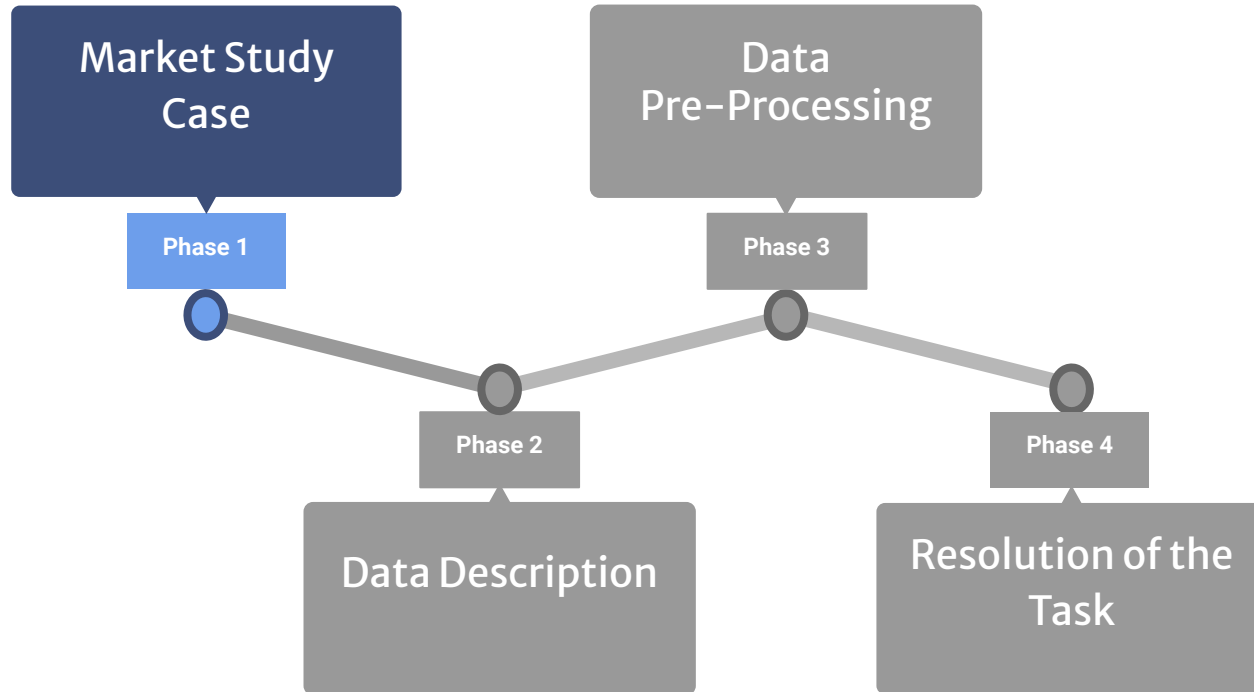 Market Study
Case
Phase 1
Phase 2
Data Description
Data
Pre-Processing
Phase 3
Phase 4
Resolution of the
Task